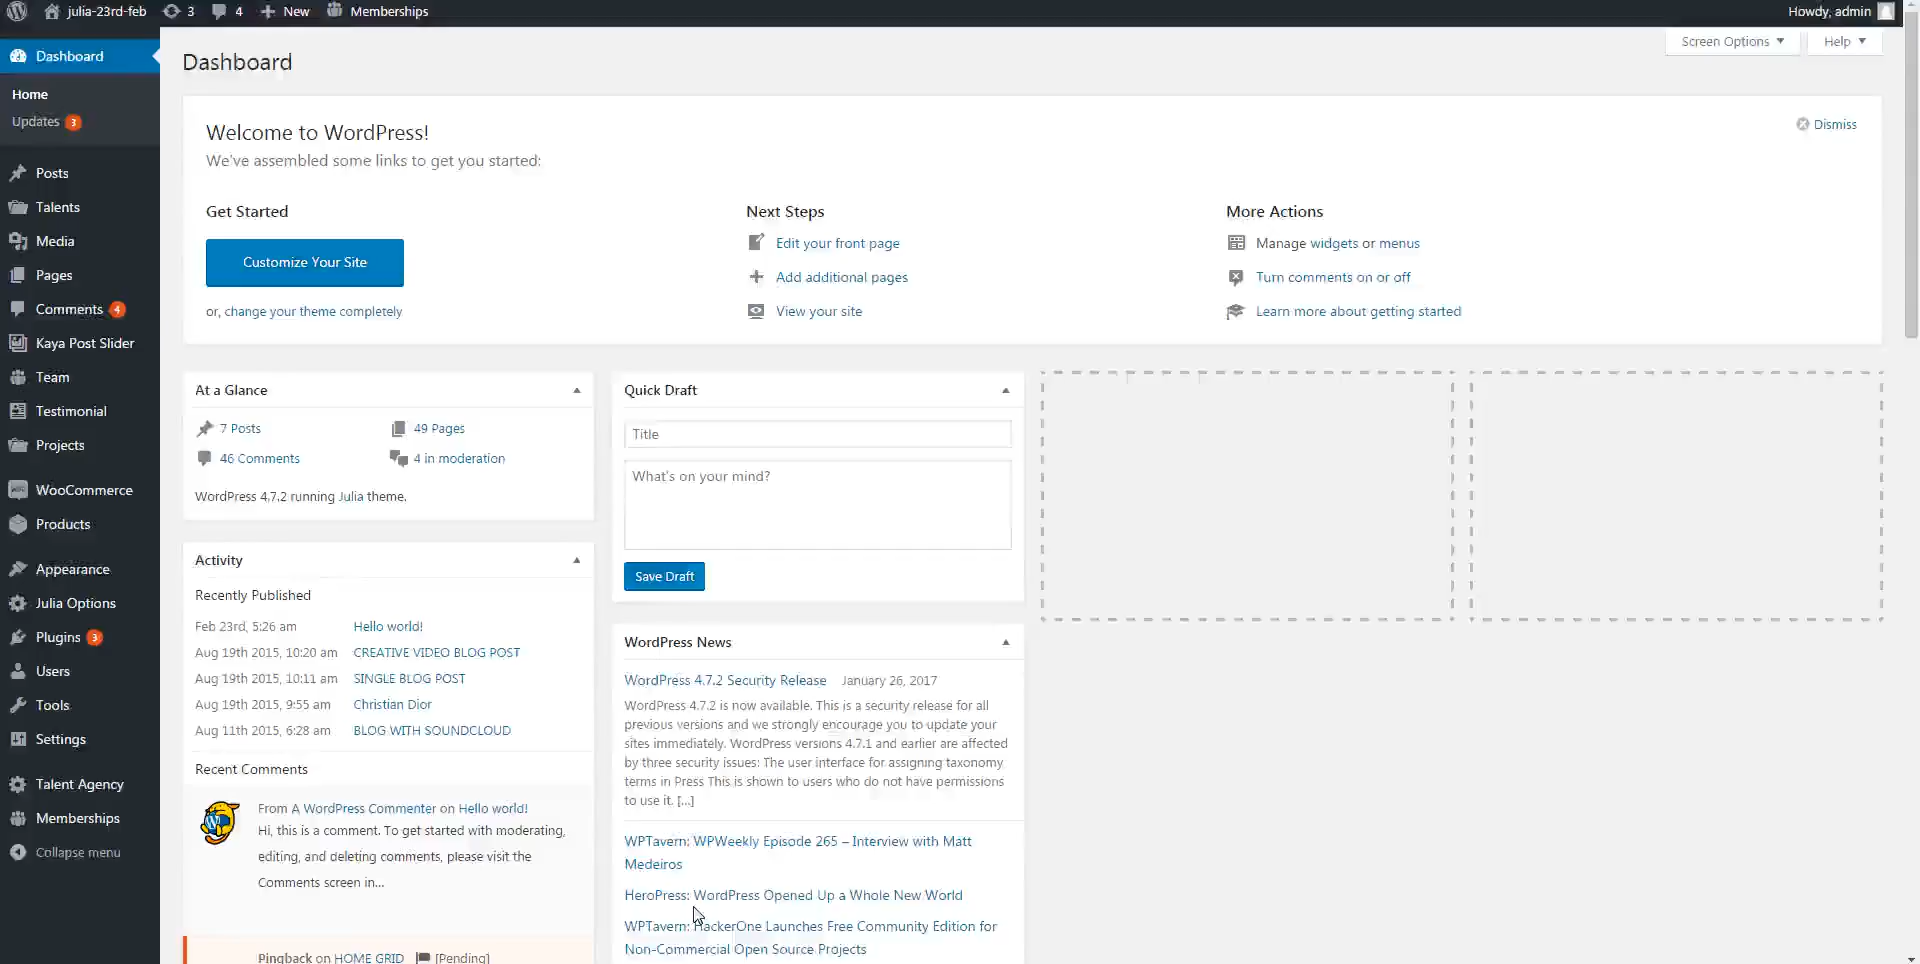 julia-23rd-feb 3 4 New Memberships Howdy, admin
Screen Options Help
Dashboard
Home
Updates 3
Posts
Talents
Media
Pages
Comments 4
Kaya Post Slider
Team
Testimonial
Projects
WooCommerce
Products
Appearance
Julia Options
Plugins 3
Users
Tools
Settings
Talent Agency
Memberships
Collapse menu
Dashboard
Welcome to WordPress!
Dismiss
We've assembled some links to get you started:
Get Started
Customize Your Site
or, change your theme completely
Next Steps
Edit your front page
Add additional pages
View your site
More Actions
Manage widgets or menus
Turn comments on or off
Learn more about getting started
At a Glance
7 Posts 49 Pages
46 Comments 4 in moderation
WordPress 4.7.2 running Julia theme.
Activity
Recently Published
Feb 23rd, 5:26 am Hello world!
Aug 19th 2015, 10:20 am CREATIVE VIDEO BLOG POST
Aug 19th 2015, 10:11 am SINGLE BLOG POST
Aug 19th 2015, 9:55 am Christian Dior
Aug 11th 2015, 6:28 am BLOG WITH SOUNDCLOUD
Recent Comments
From A WordPress Commenter on Hello world!
Hi, this is a comment. To get started with moderating,
editing, and deleting comments, please visit the
Comments screen in...
Pingback on HOME GRID [Pending]
Quick Draft
Title
What's on your mind?
Save Draft
WordPress News
WordPress 4.7.2 Security Release January 26, 2017
WordPress 4.7.2 is now available. This is a security release for all
previous versions and we strongly encourage you to update your
sites immediately. WordPress versions 4.7.1 and earlier are affected
by three security issues: The user interface for assigning taxonomy
terms in Press This is shown to users who do not have permissions
to use it. [...]
WPTavern: WPWeekly Episode 265 – Interview with Matt
Medeiros
HeroPress: WordPress Opened Up a Whole New World
WPTavern: HackerOne Launches Free Community Edition for
Non-Commercial Open Source Projects